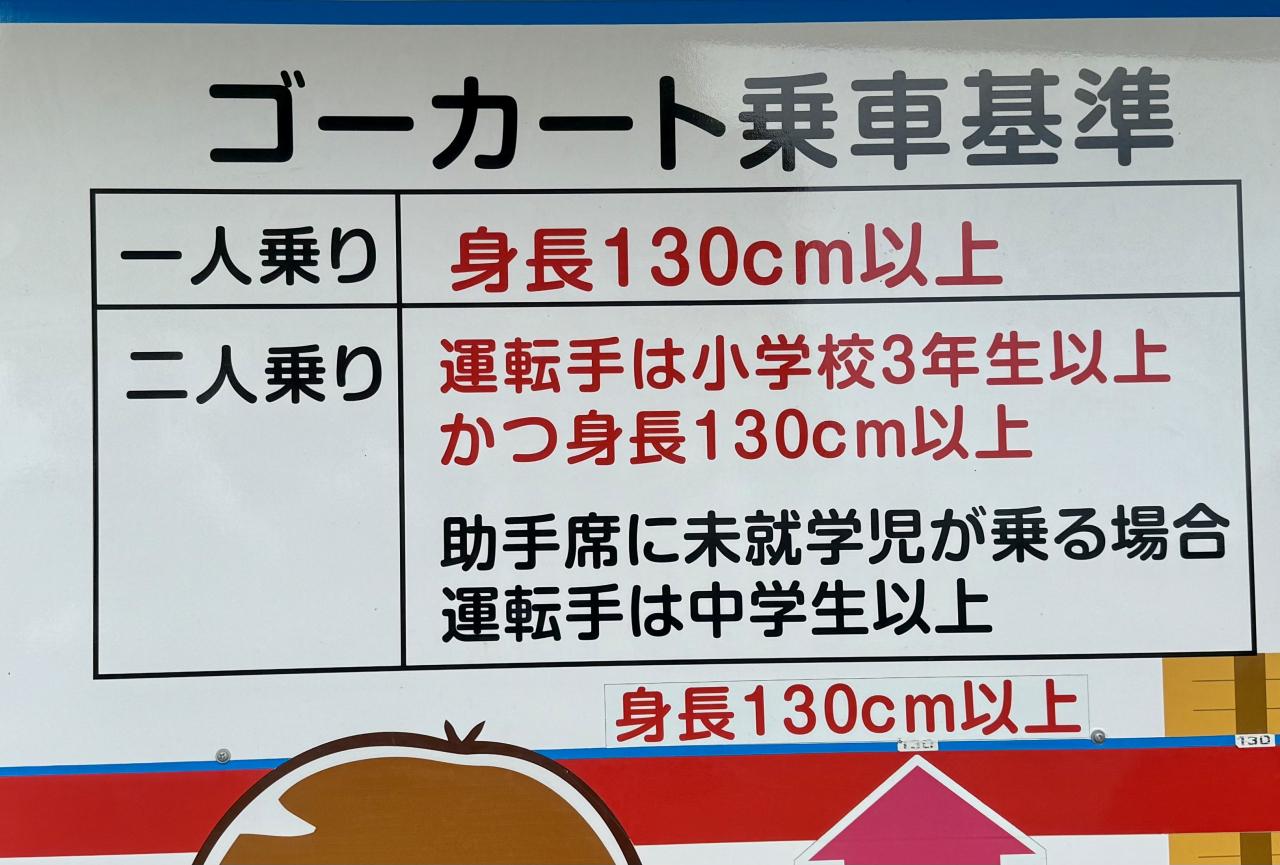 ゴーカート乗車基準
一人乗り 身長130cm以上
二人乗り 運転手は小学校3年生以上
かつ身長130cm以上
助手席に未就学児が乗る場合
運転手は中学生以上
身長130cm以上
130 130